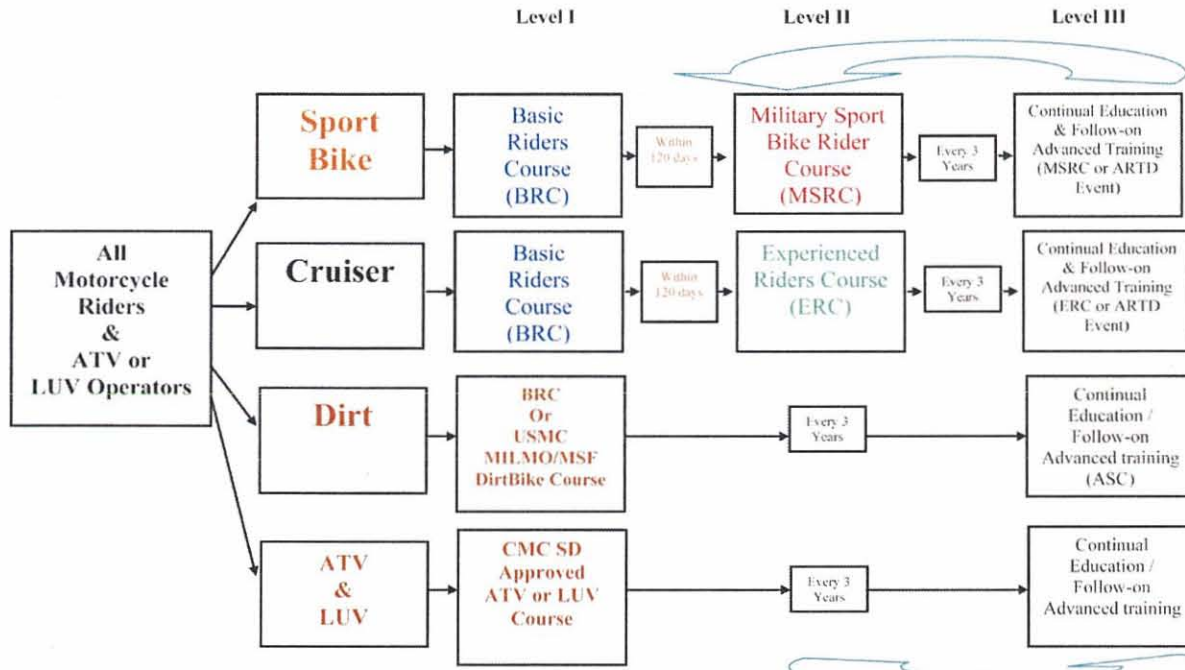 Level I
Level II
Level III
All
Motorcycle
Riders
&
ATV or
LUV Operators
Sport
Bike
Basic
Riders
Course
(BRC)
Within
120 days
Military Sport
Bike Rider
Course
(MSRC)
Every 3
Years
Continual Education
& Follow-on
Advanced Training
(MSRC or ARTD
Event)
Cruiser
Basic
Riders
Course
(BRC)
Within
120 days
Experienced
Riders Course
(ERC)
Every 3
Years
Continual Education
& Follow-on
Advanced Training
(ERC or ARTD
Event)
Dirt
BRC
Or
USMC
MILMO/MSF
DirtBike Course
Every 3
Years
Continual
Education /
Follow-on
Advanced training
(ASC)
ATV
&
LUV
CMC SD
Approved
ATV or LUV
Course
Every 3
Years
Continual
Education /
Follow-on
Advanced training